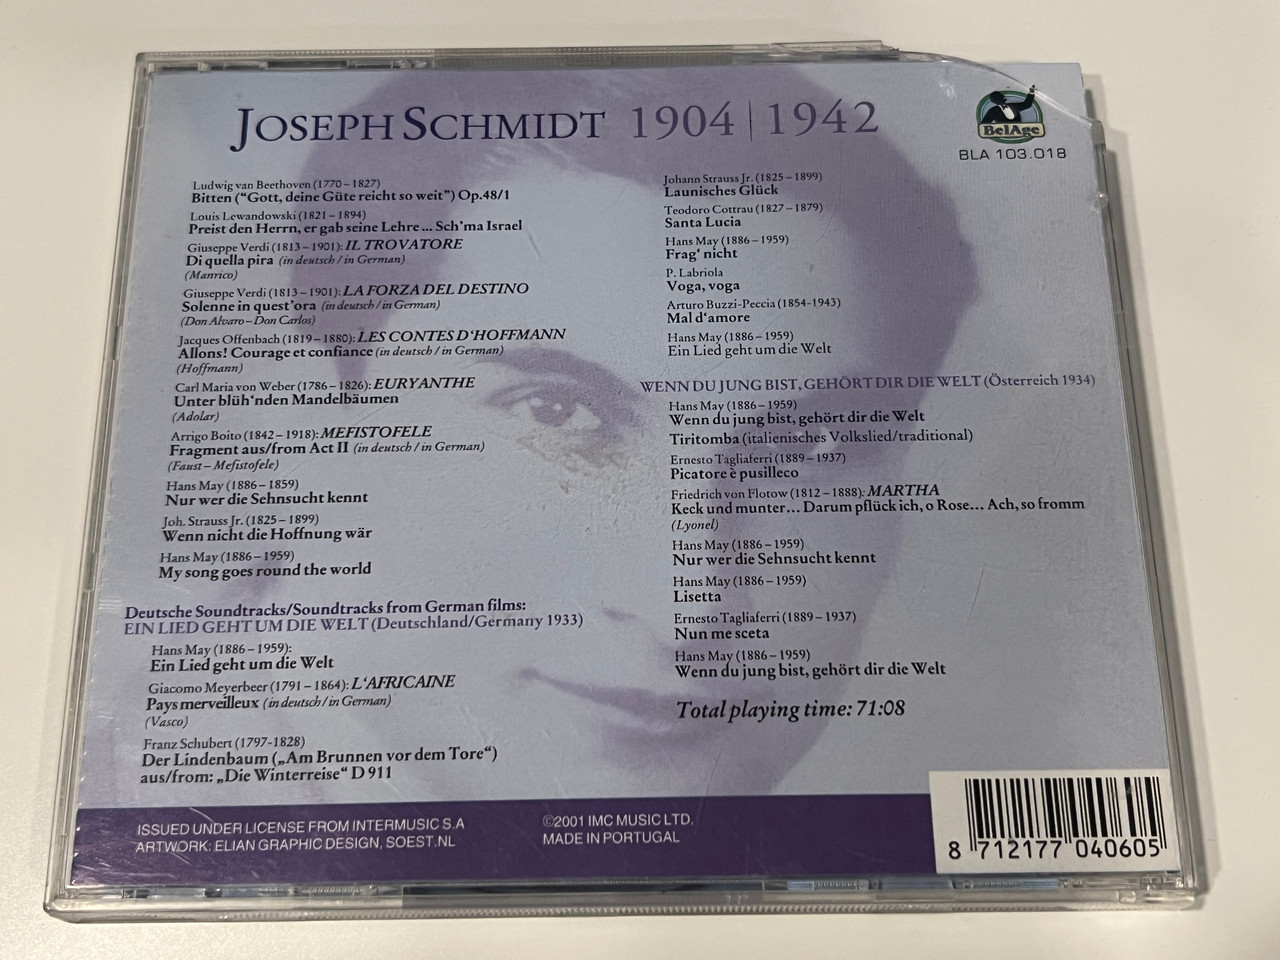 JOSEPH SCHMIDT 1904 | 1942
BelAge
BLA 103.018
Ludwig van Beethoven (1770 – 1827)
Bitten (“Gott, deine Güte reicht so weit”) Op.48/1
Louis Lewandowski (1821 – 1894)
Preist den Herrn, er gab seine Lehre ... Sch'ma Israel
Giuseppe Verdi (1813 – 1901): IL TROVATORE
Di quella pira (in deutsch / in German)
(Manrico)
Giuseppe Verdi (1813 – 1901): LA FORZA DEL DESTINO
Solenne in quest'ora (in deutsch / in German)
(Don Alvaro – Don Carlos)
Jacques Offenbach (1819 – 1880): LES CONTES D'HOFFMANN
Allons! Courage et confiance (in deutsch / in German)
(Hoffmann)
Carl Maria von Weber (1786 – 1826): EURYANTHE
Unter blüh'nden Mandelbäumen
(Adolar)
Arrigo Boito (1842 – 1918): MEFISTOFELE
Fragment aus/from Act II (in deutsch / in German)
(Faust – Mefistofele)
Hans May (1886 – 1859)
Nur wer die Sehnsucht kennt
Joh. Strauss Jr. (1825 – 1899)
Wenn nicht die Hoffnung wär
Hans May (1886 – 1959)
My song goes round the world
Deutsche Soundtracks/Soundtracks from German films:
EIN LIED GEHT UM DIE WELT (Deutschland/Germany 1933)
Hans May (1886 – 1959):
Ein Lied geht um die Welt
Giacomo Meyerbeer (1791 – 1864): L'AFRICAINE
Pays merveilleux (in deutsch / in German)
(Vasco)
Franz Schubert (1797-1828)
Der Lindenbaum („Am Brunnen vor dem Tore“)
aus/from: „Die Winterreise“ D 911
Johann Strauss Jr. (1825 – 1899)
Launisches Glück
Teodoro Cottrau (1827 – 1879)
Santa Lucia
Hans May (1886 – 1959)
Frag' nicht
P. Labriola
Voga, voga
Arturo Buzzi-Peccia (1854-1943)
Mal d'amore
Hans May (1886 – 1959)
Ein Lied geht um die Welt
WENN DU JUNG BIST, GEHÖRT DIR DIE WELT (Österreich 1934)
Hans May (1886 – 1959)
Wenn du jung bist, gehört dir die Welt
Tiritomba (italienisches Volkslied/traditional)
Ernesto Tagliaferri (1889 – 1937)
Picatore è pusilleco
Friedrich von Flotow (1812 – 1888): MARTHA
Keck und munter... Darum pflück ich, o Rose... Ach, so fromm
(Lyonel)
Hans May (1886 – 1959)
Nur wer die Sehnsucht kennt
Hans May (1886 – 1959)
Lisetta
Ernesto Tagliaferri (1889 – 1937)
Nun me sceta
Hans May (1886 – 1959)
Wenn du jung bist, gehört dir die Welt
Total playing time: 71:08
ISSUED UNDER LICENSE FROM INTERMUSIC S.A
ARTWORK: ELIAN GRAPHIC DESIGN, SOEST.NL
©2001 IMC MUSIC LTD.
MADE IN PORTUGAL
8 712177 040605